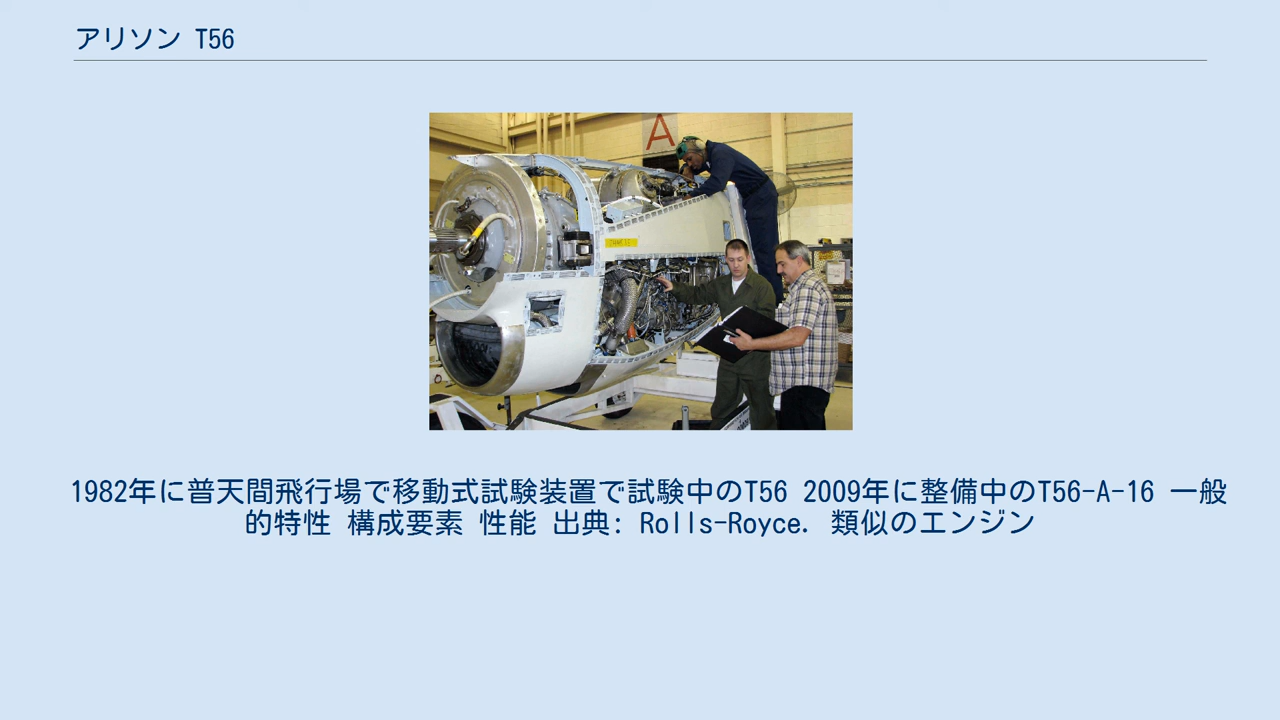 アリソン T56
A
1982年に普天間飛行場で移動式試験装置で試験中のT56 2009年に整備中のT56-A-16 一般
的特性 構成要素 性能 出典: Rolls-Royce. 類似のエンジン